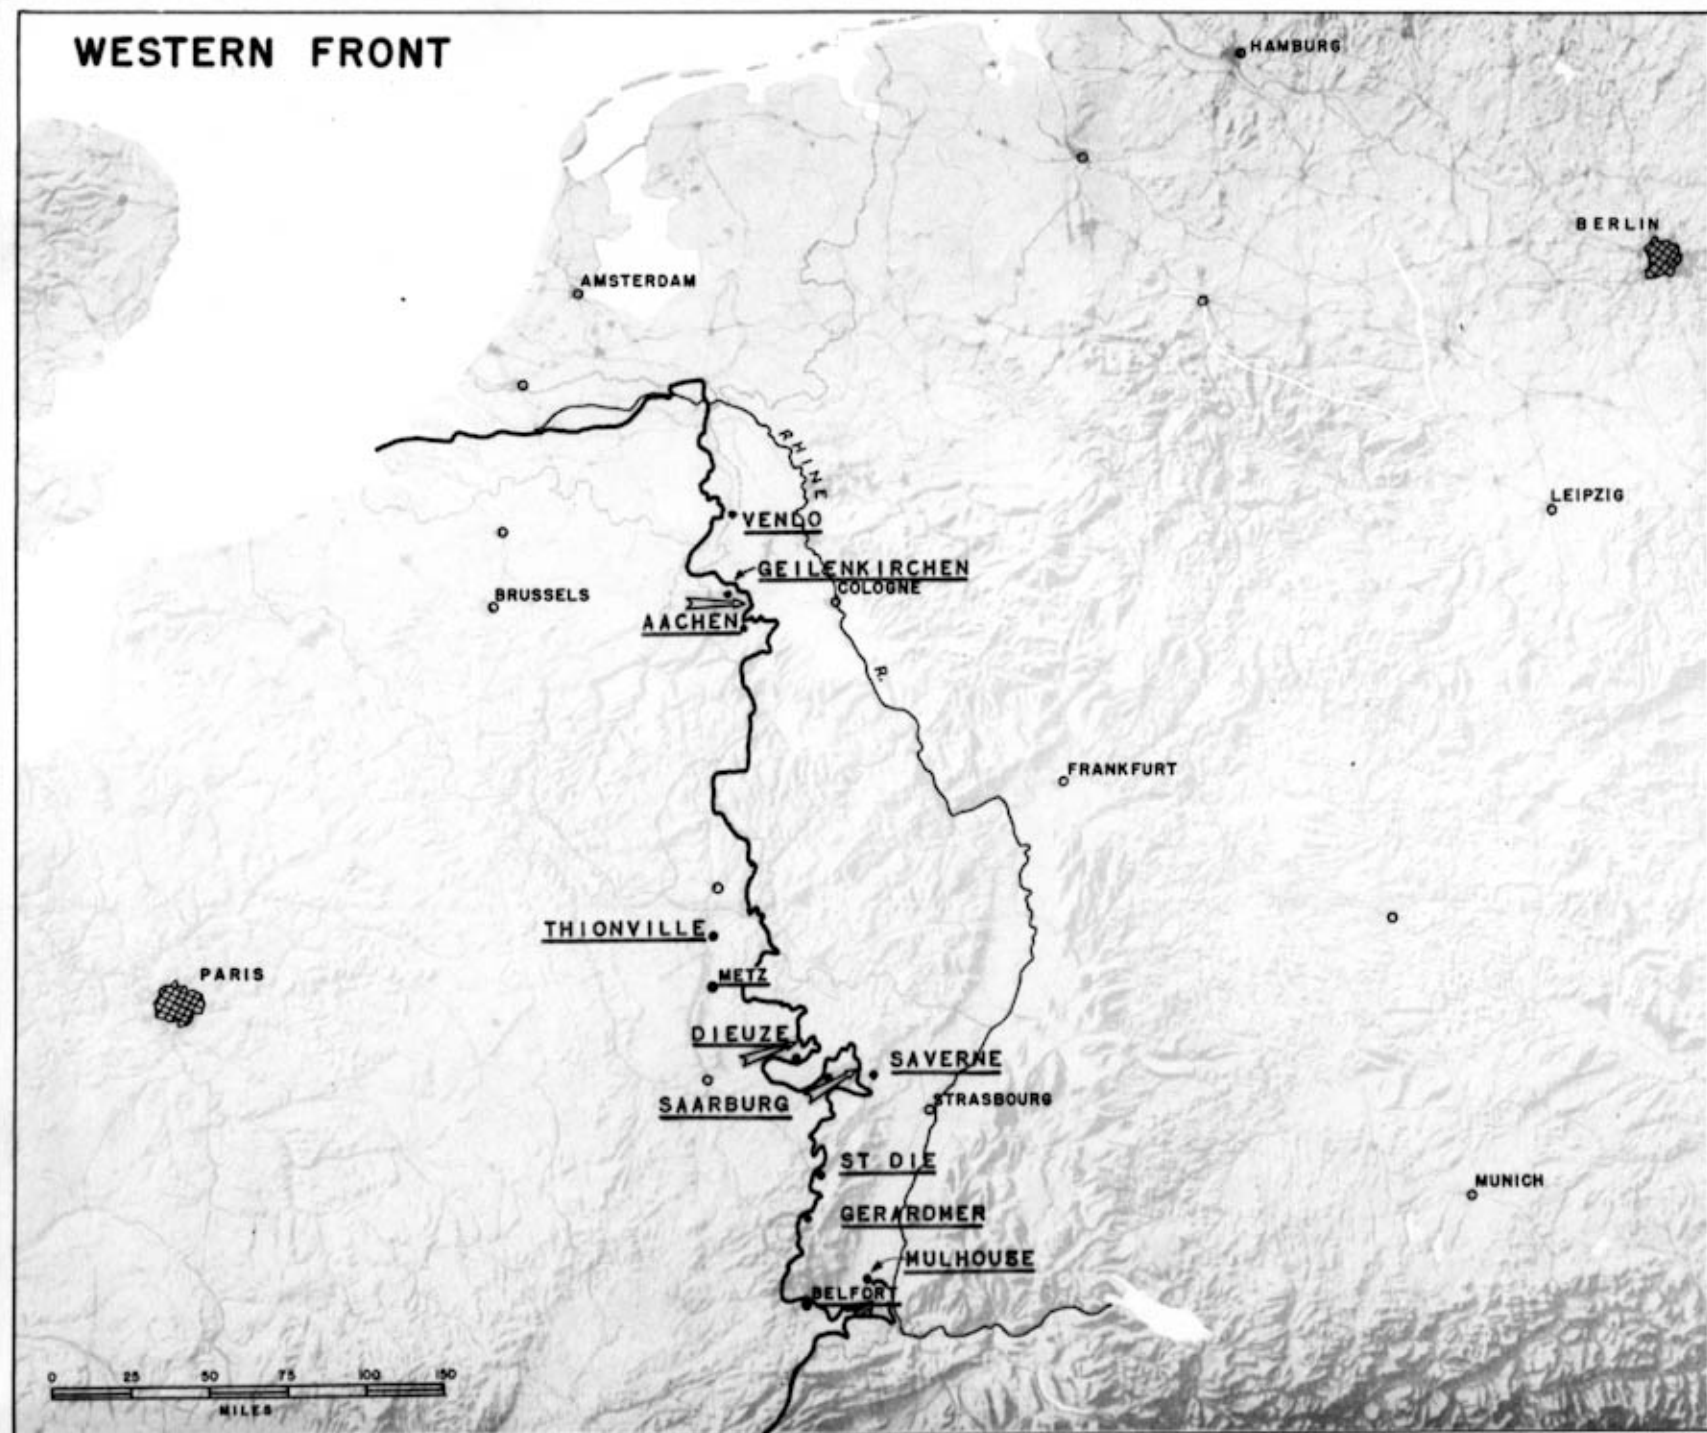 WESTERN FRONT
HAMBURG
BERLIN
AMSTERDAM
RHINE
LEIPZIG
VENLO
GEILENKIRCHEN
COLOGNE
BRUSSELS
AACHEN
R.
FRANKFURT
THIONVILLE
PARIS
METZ
DIEUZE
SAVERNE
STRASBOURG
SAARBURG
ST DIE
MUNICH
GERARDMER
MULHOUSE
BELFORT
0 25 50 75 100 150
MILES